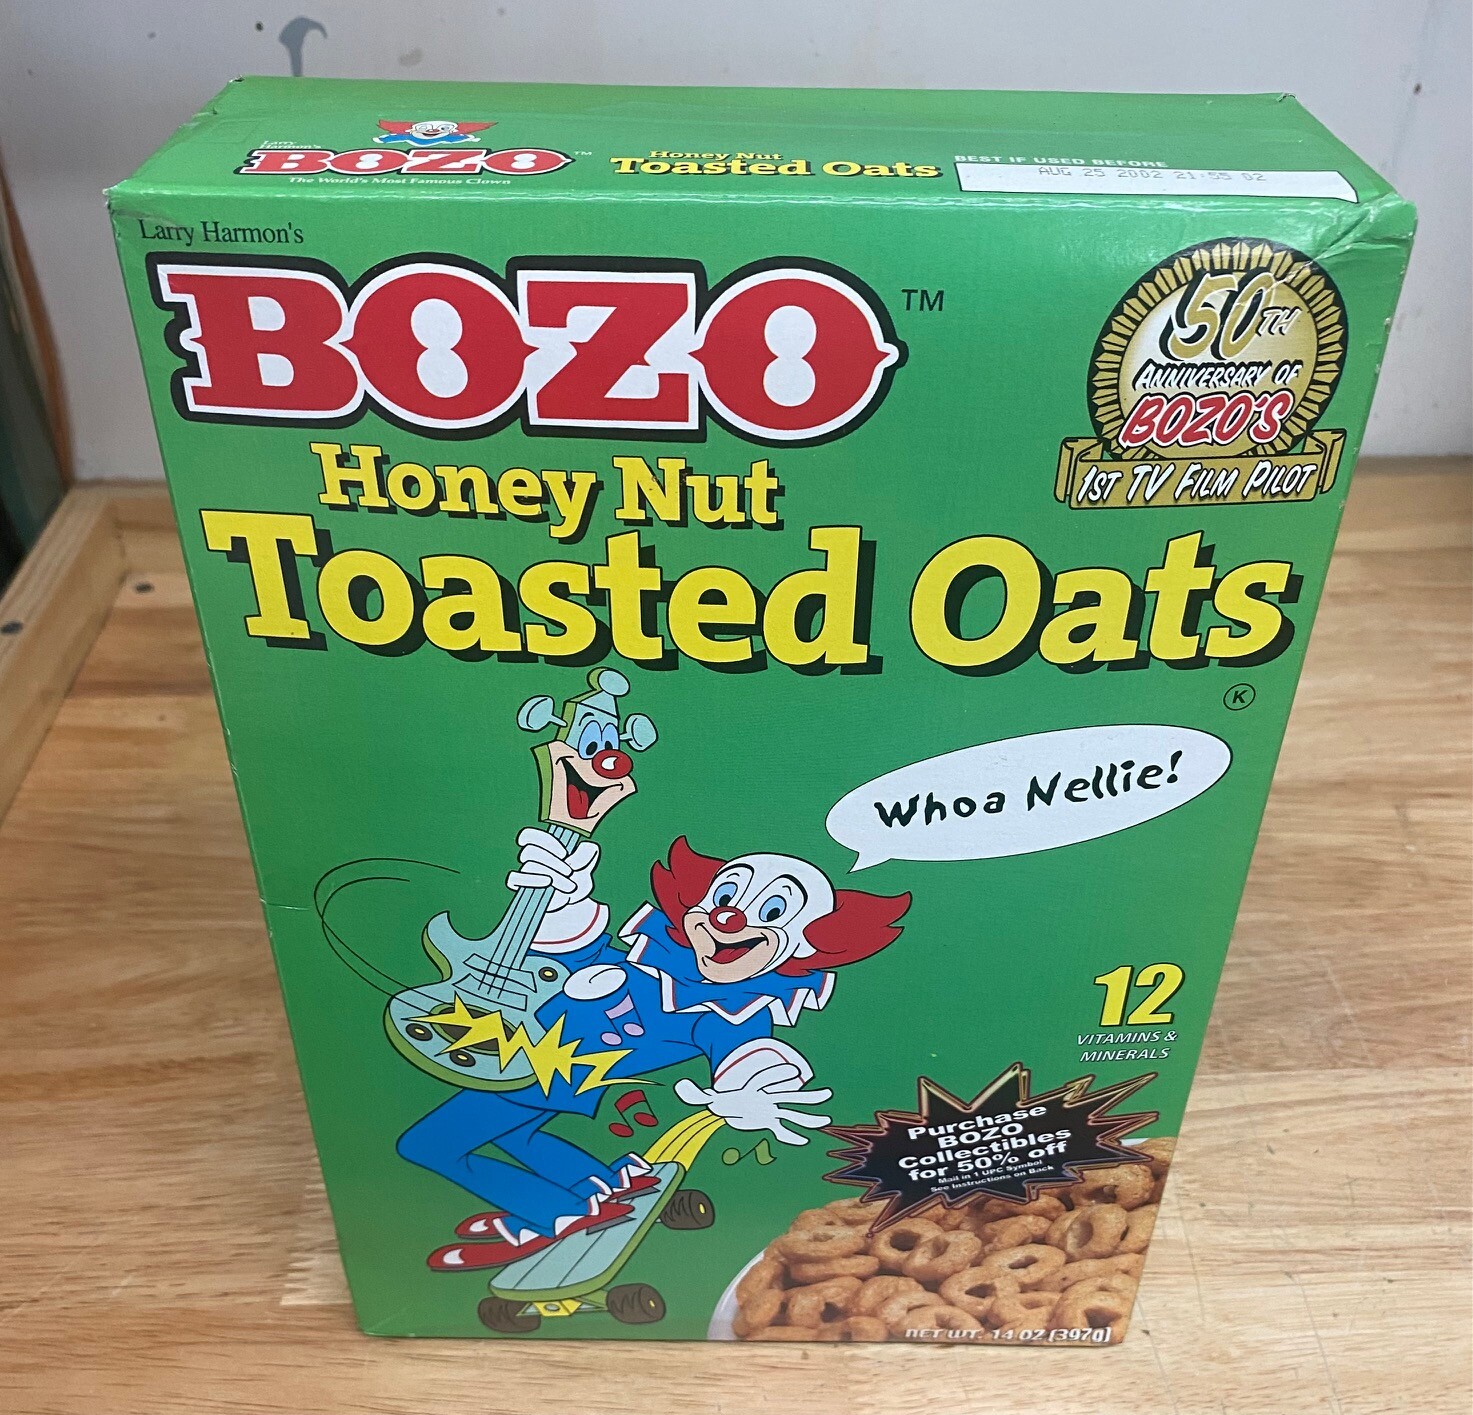 Larry
Harmon's
BOZO™
The World's Most Famous Clown
Honey Nut
Toasted Oats
BEST IF USED BEFORE
AUG 25 2002 21:55 02
Larry Harmon's
BOZO™
50TH
ANNIVERSARY OF
BOZO'S
1ST TV FILM PILOT
Honey Nut
Toasted Oats
K
Whoa Nellie!
12
VITAMINS &
MINERALS
Purchase
BOZO
Collectibles
for 50% off
Mail in 1 UPC Symbol
See Instructions on Back
NET WT. 14 OZ (397g)